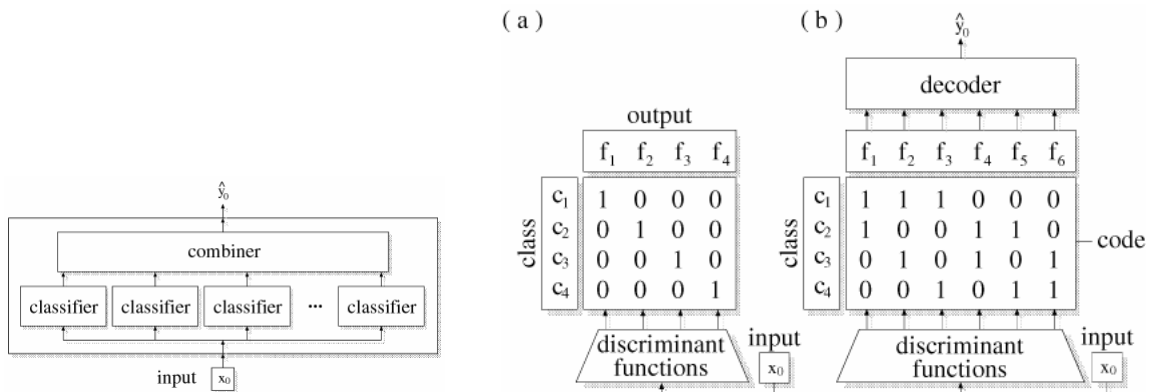 ŷ₀
combiner
classifier classifier classifier ... classifier
input x₀
(a)
output
f₁ f₂ f₃ f₄
class
c₁ 1 0 0 0
c₂ 0 1 0 0
c₃ 0 0 1 0
c₄ 0 0 0 1
discriminant
functions
input
x₀
(b)
ŷ₀
decoder
f₁ f₂ f₃ f₄ f₅ f₆
class
c₁ 1 1 1 0 0 0
c₂ 1 0 0 1 1 0
c₃ 0 1 0 1 0 1
c₄ 0 0 1 0 1 1
code
discriminant
functions
input
x₀